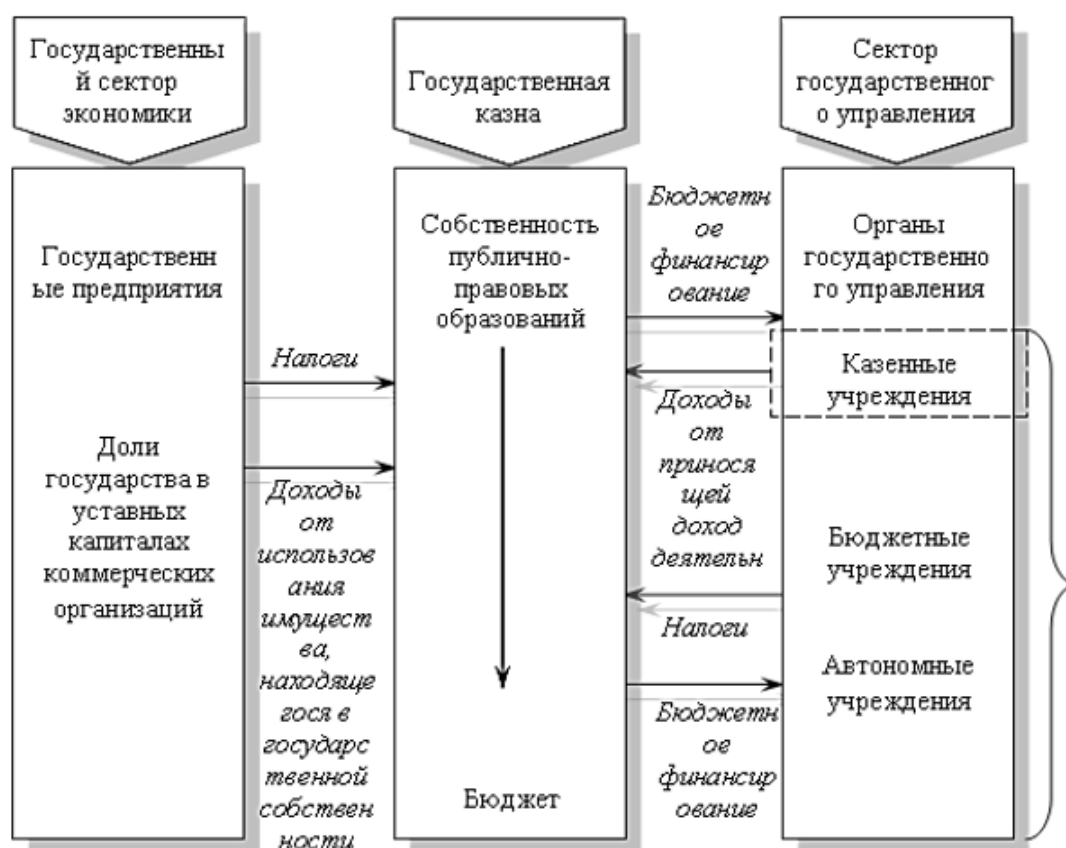 Государственны
й сектор
экономики
Государственная
казна
Сектор
государственног
о управления
Государственн
ые предприятия
Доли
государства в
уставных
капиталах
коммерческих
организаций
Налоги
Доходы
от
использов
ания
имущест
ва,
находяще
гося в
государс
твенной
собствен
ности
Собственность
публично-
правовых
образований
Бюджет
Бюджетн
ое
финансир
ование
Доходы
от
принося
щей
доход
деятельн
Налоги
Бюджетн
ое
финансир
ование
Органы
государственно
го управления
Казенные
учреждения
Бюджетные
учреждения
Автономные
учреждения